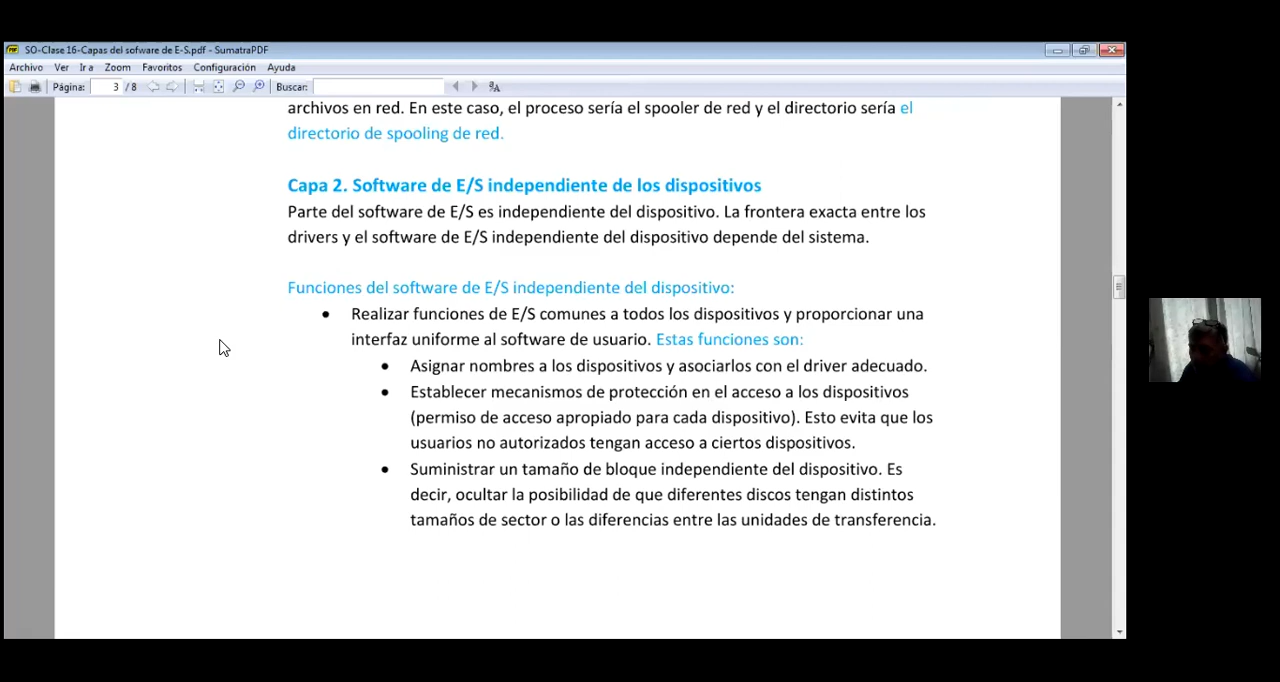 SO-Clase 16-Capas del sofware de E-S.pdf - SumatraPDF
Archivo Ver Ir a Zoom Favoritos Configuración Ayuda
Página: 3 / 8 Buscar:
archivos en red. En este caso, el proceso sería el spooler de red y el directorio sería el
directorio de spooling de red.
Capa 2. Software de E/S independiente de los dispositivos
Parte del software de E/S es independiente del dispositivo. La frontera exacta entre los
drivers y el software de E/S independiente del dispositivo depende del sistema.
Funciones del software de E/S independiente del dispositivo:
• Realizar funciones de E/S comunes a todos los dispositivos y proporcionar una
interfaz uniforme al software de usuario. Estas funciones son:
• Asignar nombres a los dispositivos y asociarlos con el driver adecuado.
• Establecer mecanismos de protección en el acceso a los dispositivos
(permiso de acceso apropiado para cada dispositivo). Esto evita que los
usuarios no autorizados tengan acceso a ciertos dispositivos.
• Suministrar un tamaño de bloque independiente del dispositivo. Es
decir, ocultar la posibilidad de que diferentes discos tengan distintos
tamaños de sector o las diferencias entre las unidades de transferencia.